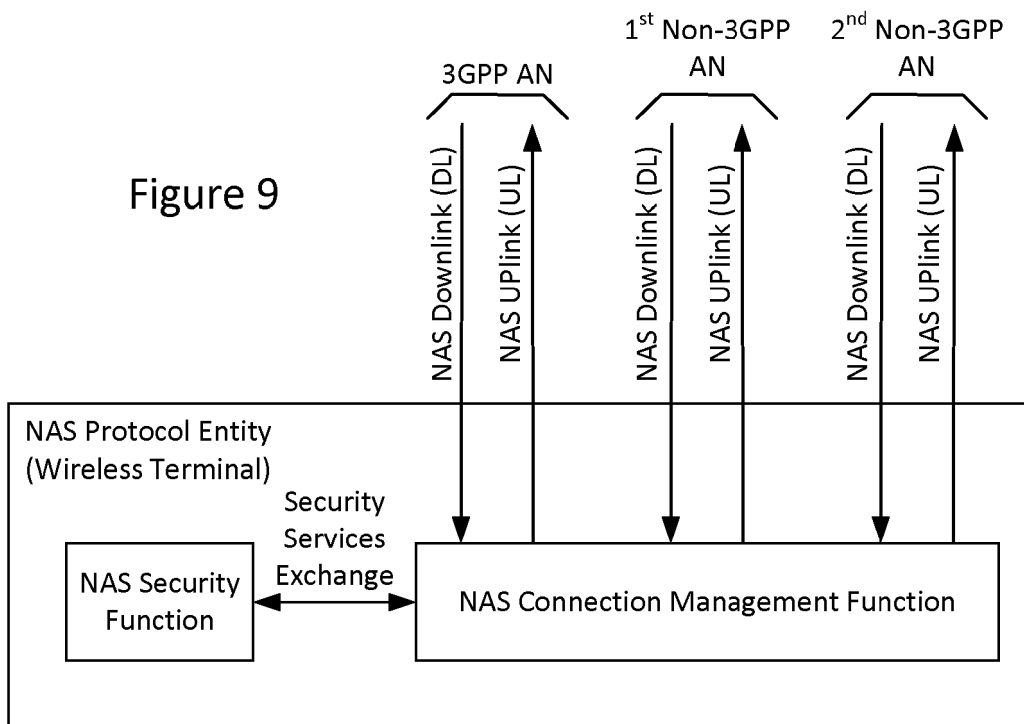 1st Non-3GPP
AN
2nd Non-3GPP
AN
3GPP AN
Figure 9
NAS Downlink (DL)
NAS UPlink (UL)
NAS Downlink (DL)
NAS UPlink (UL)
NAS Downlink (DL)
NAS UPlink (UL)
NAS Protocol Entity
(Wireless Terminal)
Security
Services
Exchange
NAS Security
Function
NAS Connection Management Function